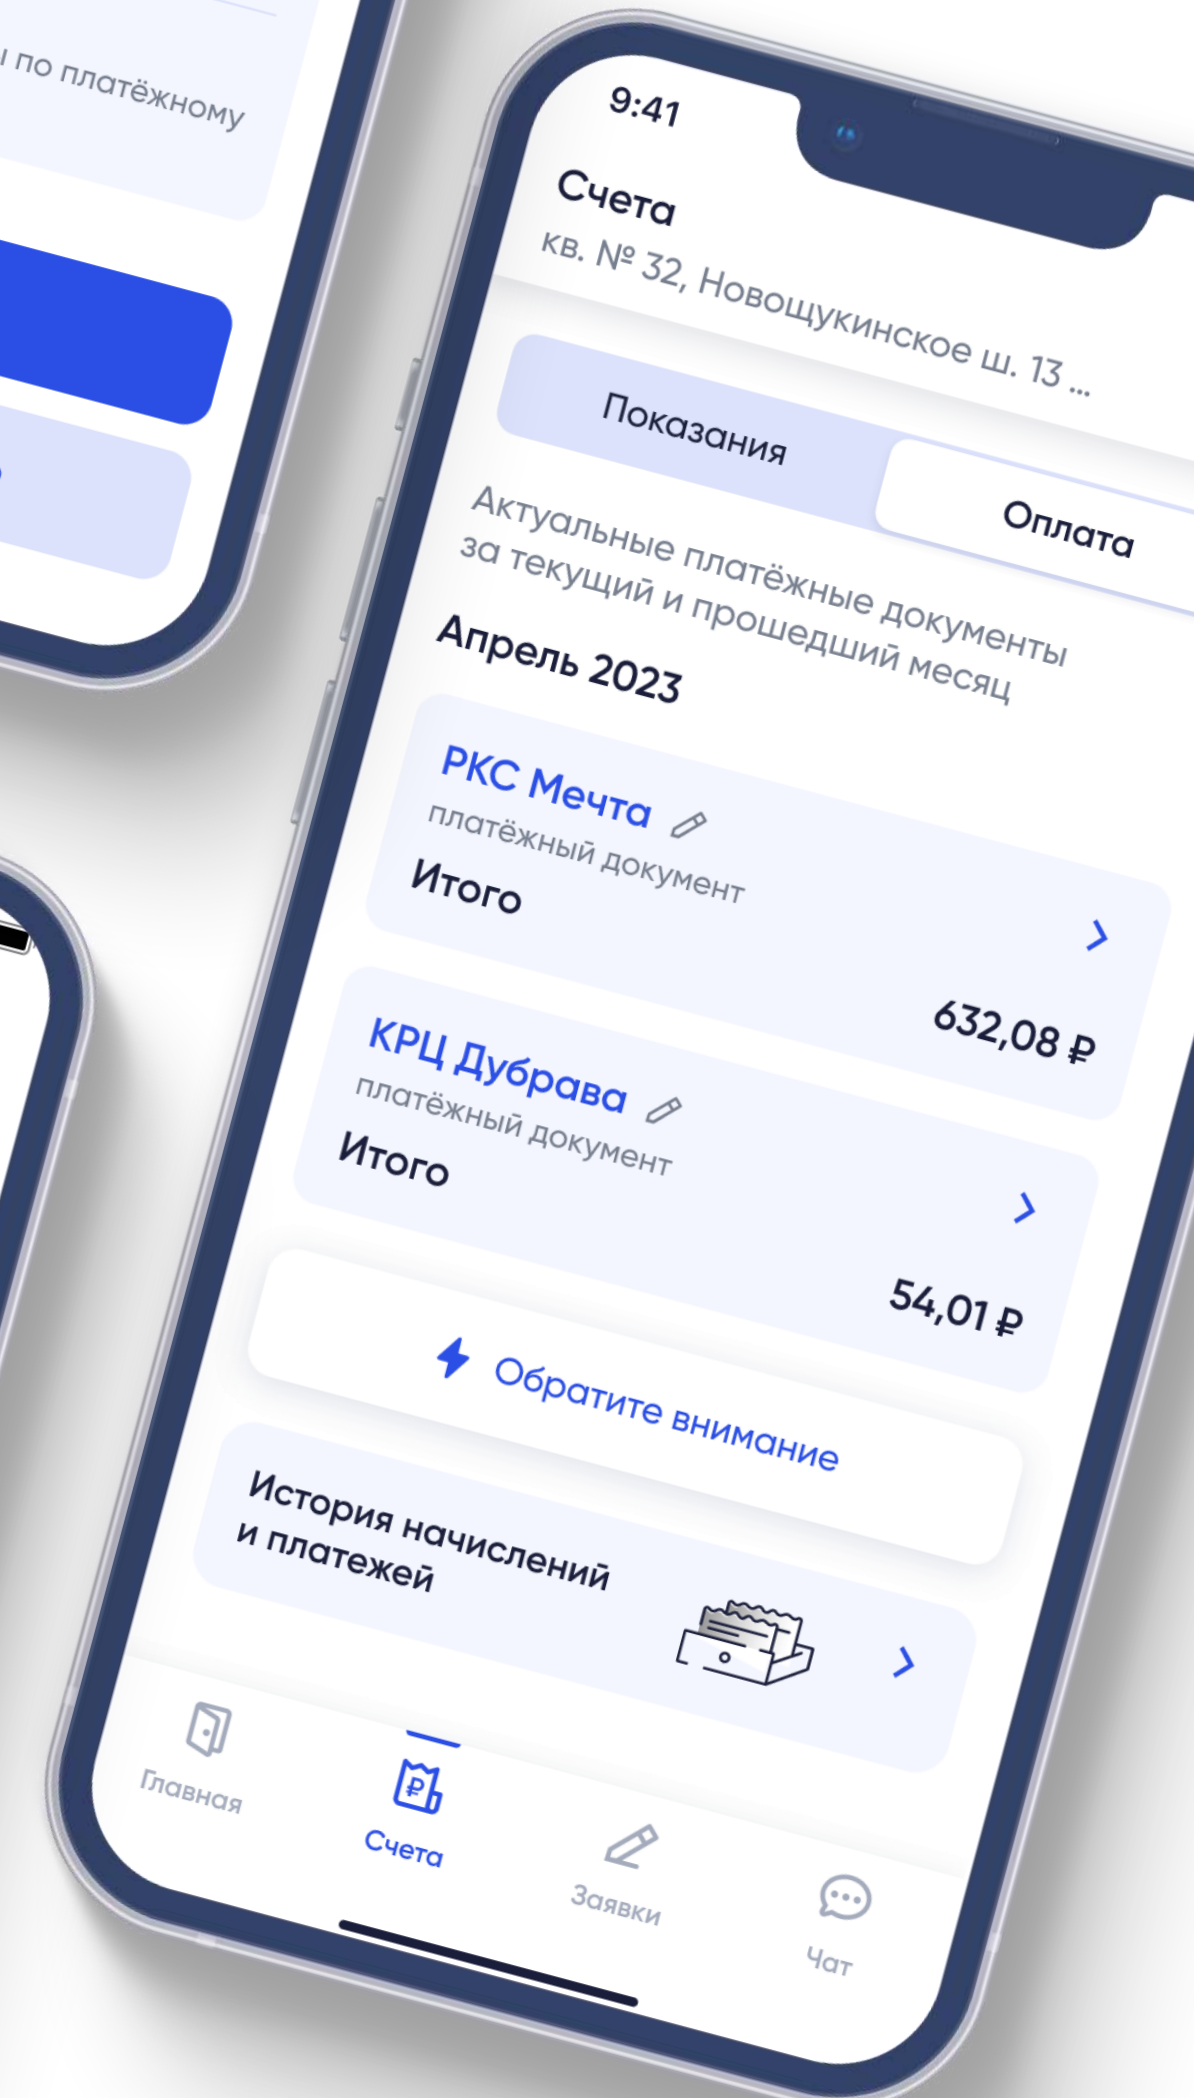 по платёжному
9:41
Счета
кв. № 32, Новощукинское ш. 13 ...
Показания
Оплата
Актуальные платёжные документы
за текущий и прошедший месяц
Апрель 2023
РКС Мечта
платёжный документ
Итого
632,08 ₽
КРЦ Дубрава
платёжный документ
Итого
54,01 ₽
Обратите внимание
История начислений
и платежей
Главная
Счета
Заявки
Чат